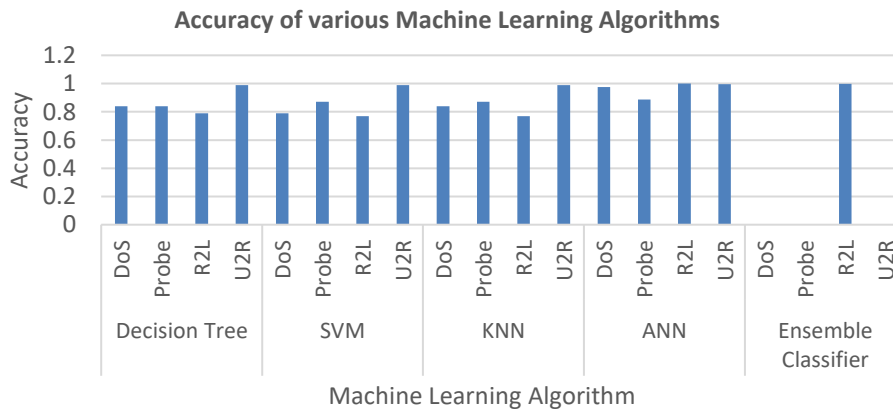 Accuracy of various Machine Learning Algorithms
Accuracy
1.2
1
0.8
0.6
0.4
0.2
0
DoS
Probe
R2L
U2R
DoS
Probe
R2L
U2R
DoS
Probe
R2L
U2R
DoS
Probe
R2L
U2R
DoS
Probe
R2L
U2R
Decision Tree
SVM
KNN
ANN
Ensemble
Classifier
Machine Learning Algorithm